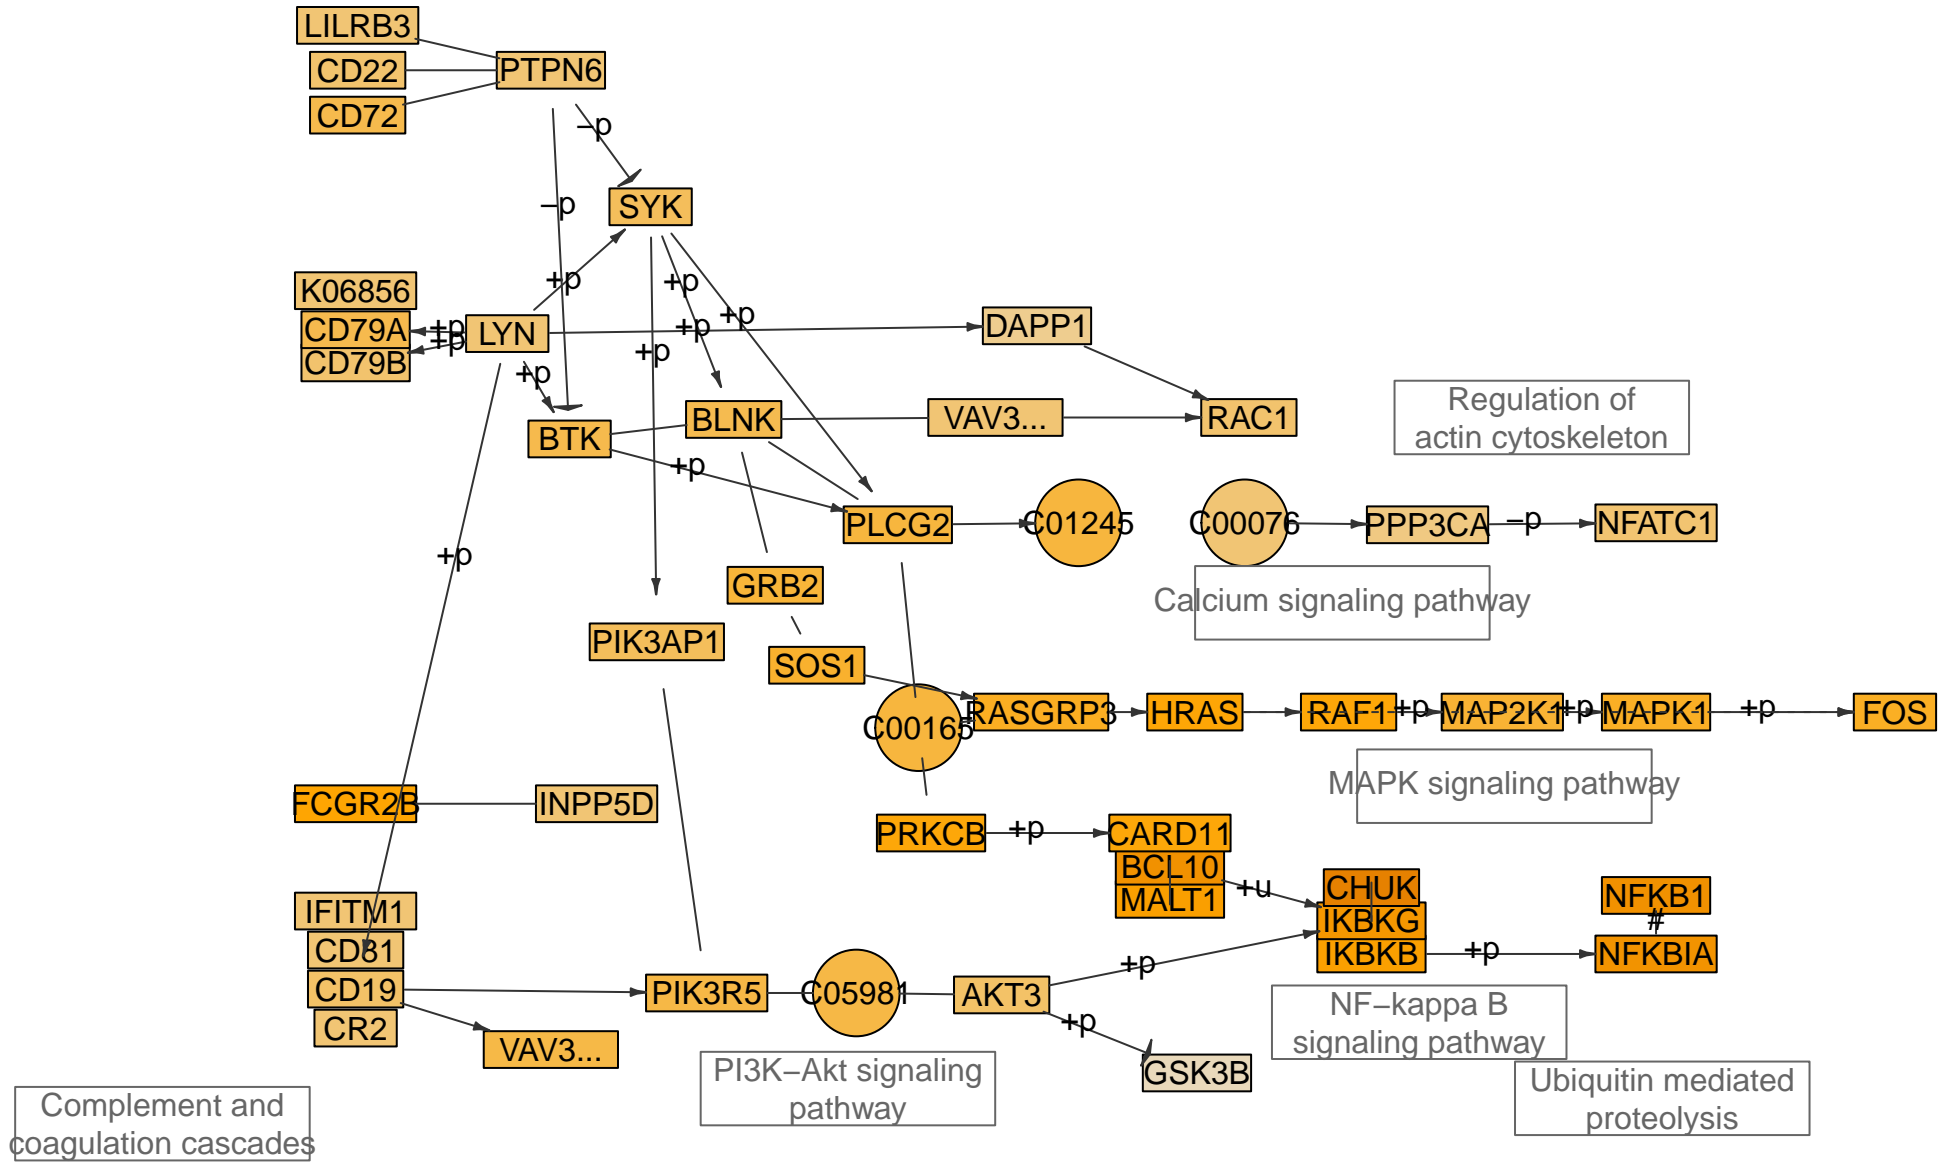 LILRB3
CD22
PTPN6
CD72
–p
SYK
–p
+p
+p
K06856
+p
CD79A
+p
LYN
+p
DAPP1
+p
CD79B
+p
+p
BLNK
VAV3...
RAC1
Regulation of
actin cytoskeleton
BTK
+p
PLCG2
C01245
C00076
PPP3CA
–p
NFATC1
+p
GRB2
Calcium signaling pathway
PIK3AP1
SOS1
C00165
RASGRP3
HRAS
RAF1
+p
MAP2K1
+p
MAPK1
+p
FOS
MAPK signaling pathway
FCGR2B
INPP5D
PRKCB
+p
CARD11
BCL10
MALT1
+u
CHUK
IKBKG
IKBKB
NFKB1
#
NFKBIA
+p
IFITM1
CD81
CD19
CR2
VAV3...
PIK3R5
C05981
AKT3
+p
+p
GSK3B
NF–kappa B
signaling pathway
PI3K–Akt signaling
pathway
Ubiquitin mediated
proteolysis
Complement and
coagulation cascades